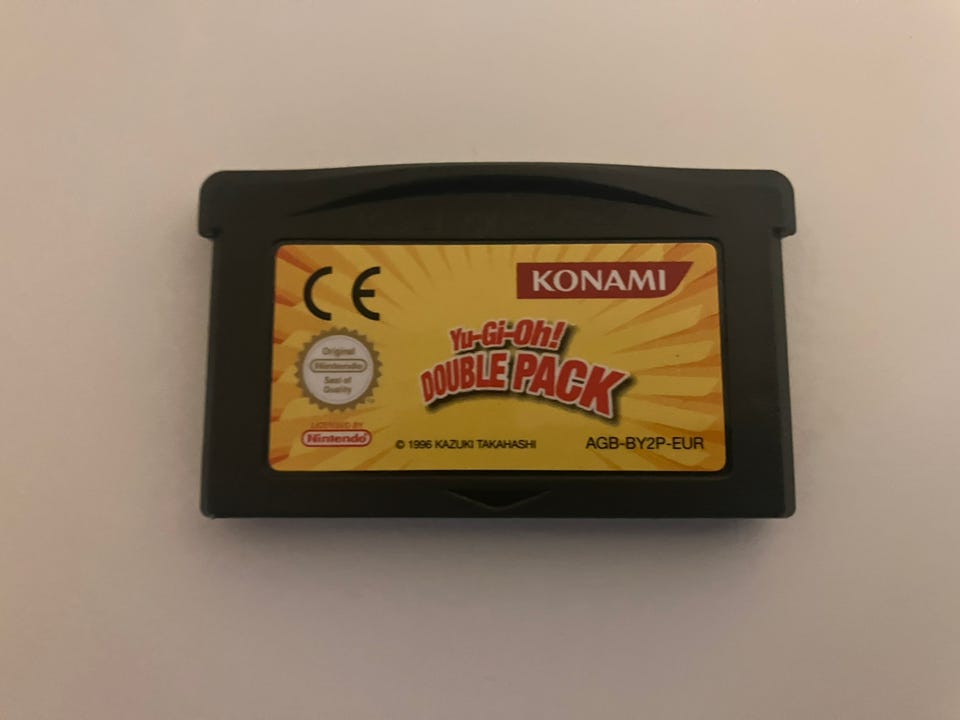 CE
KONAMI
Yu-Gi-Oh!
DOUBLE PACK
Original
Nintendo
Seal of
Quality
LICENSED BY
Nintendo
© 1996 KAZUKI TAKAHASHI
AGB-BY2P-EUR